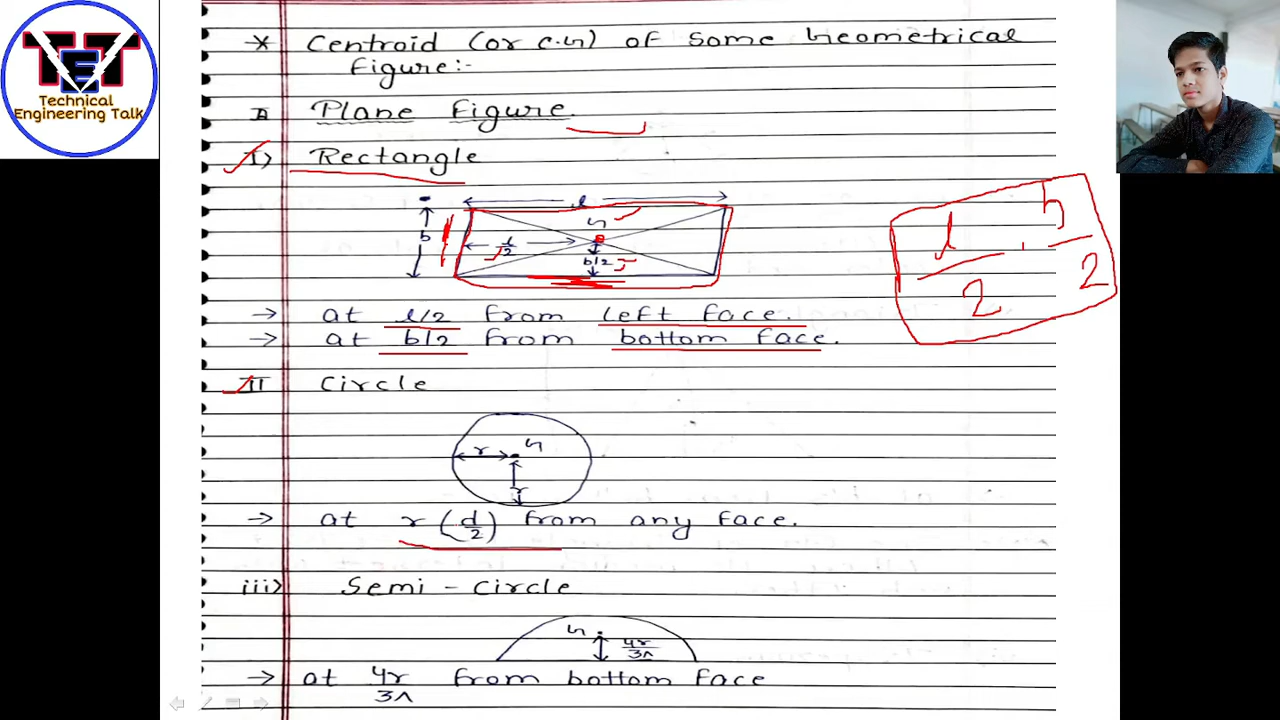 TET
Technical
Engineering Talk
* Centroid (or C.G) of Some Geometrical
Figure:-
I) Plane Figure.
I) Rectangle
l
b
G
l/2
b/2
l/2 , b/2
→ at l/2 from left face.
→ at b/2 from bottom face.
II Circle
G
r
r
→ at r (d/2) from any face.
iii) Semi - Circle
G
4r/3π
→ at 4r/3π from bottom face